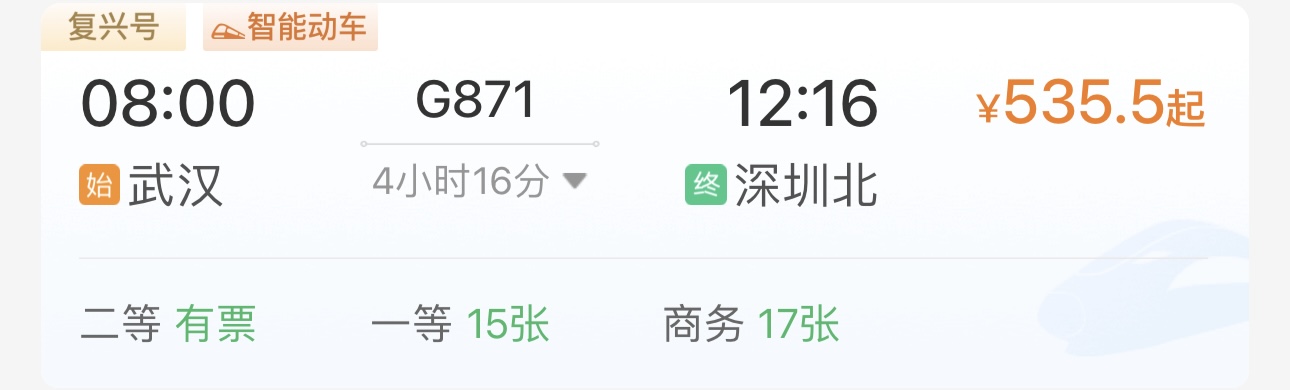 复兴号 智能动车
08:00 G871 12:16 ¥535.5起
始 武汉 4小时16分 终 深圳北
二等 有票 一等 15张 商务 17张